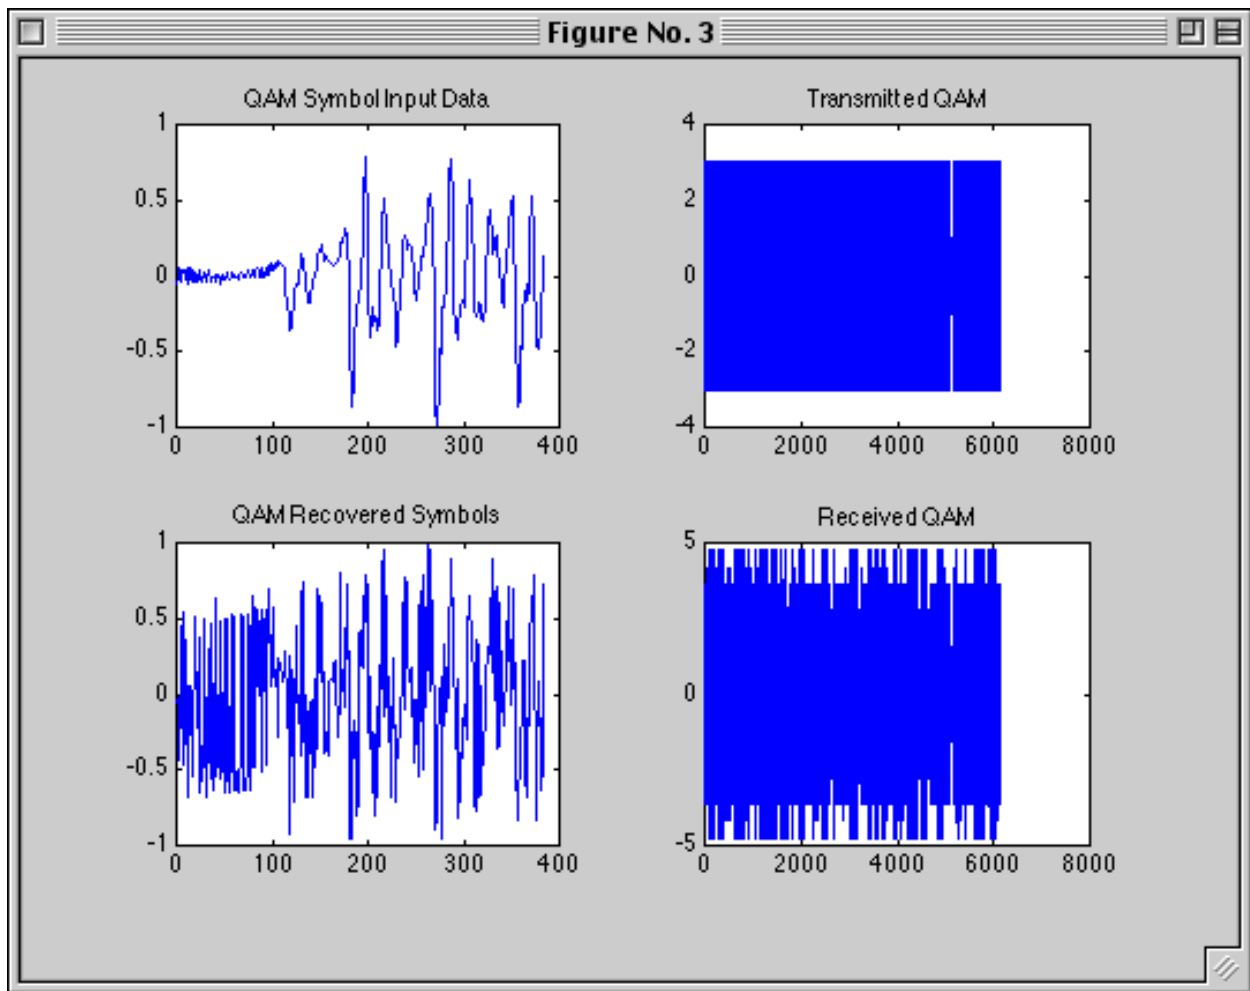 Figure No. 3
QAM Symbol Input Data
1
0.5
0
-0.5
-1
0 100 200 300 400
Transmitted QAM
4
2
0
-2
-4
0 2000 4000 6000 8000
QAM Recovered Symbols
1
0.5
0
-0.5
-1
0 100 200 300 400
Received QAM
5
0
-5
0 2000 4000 6000 8000